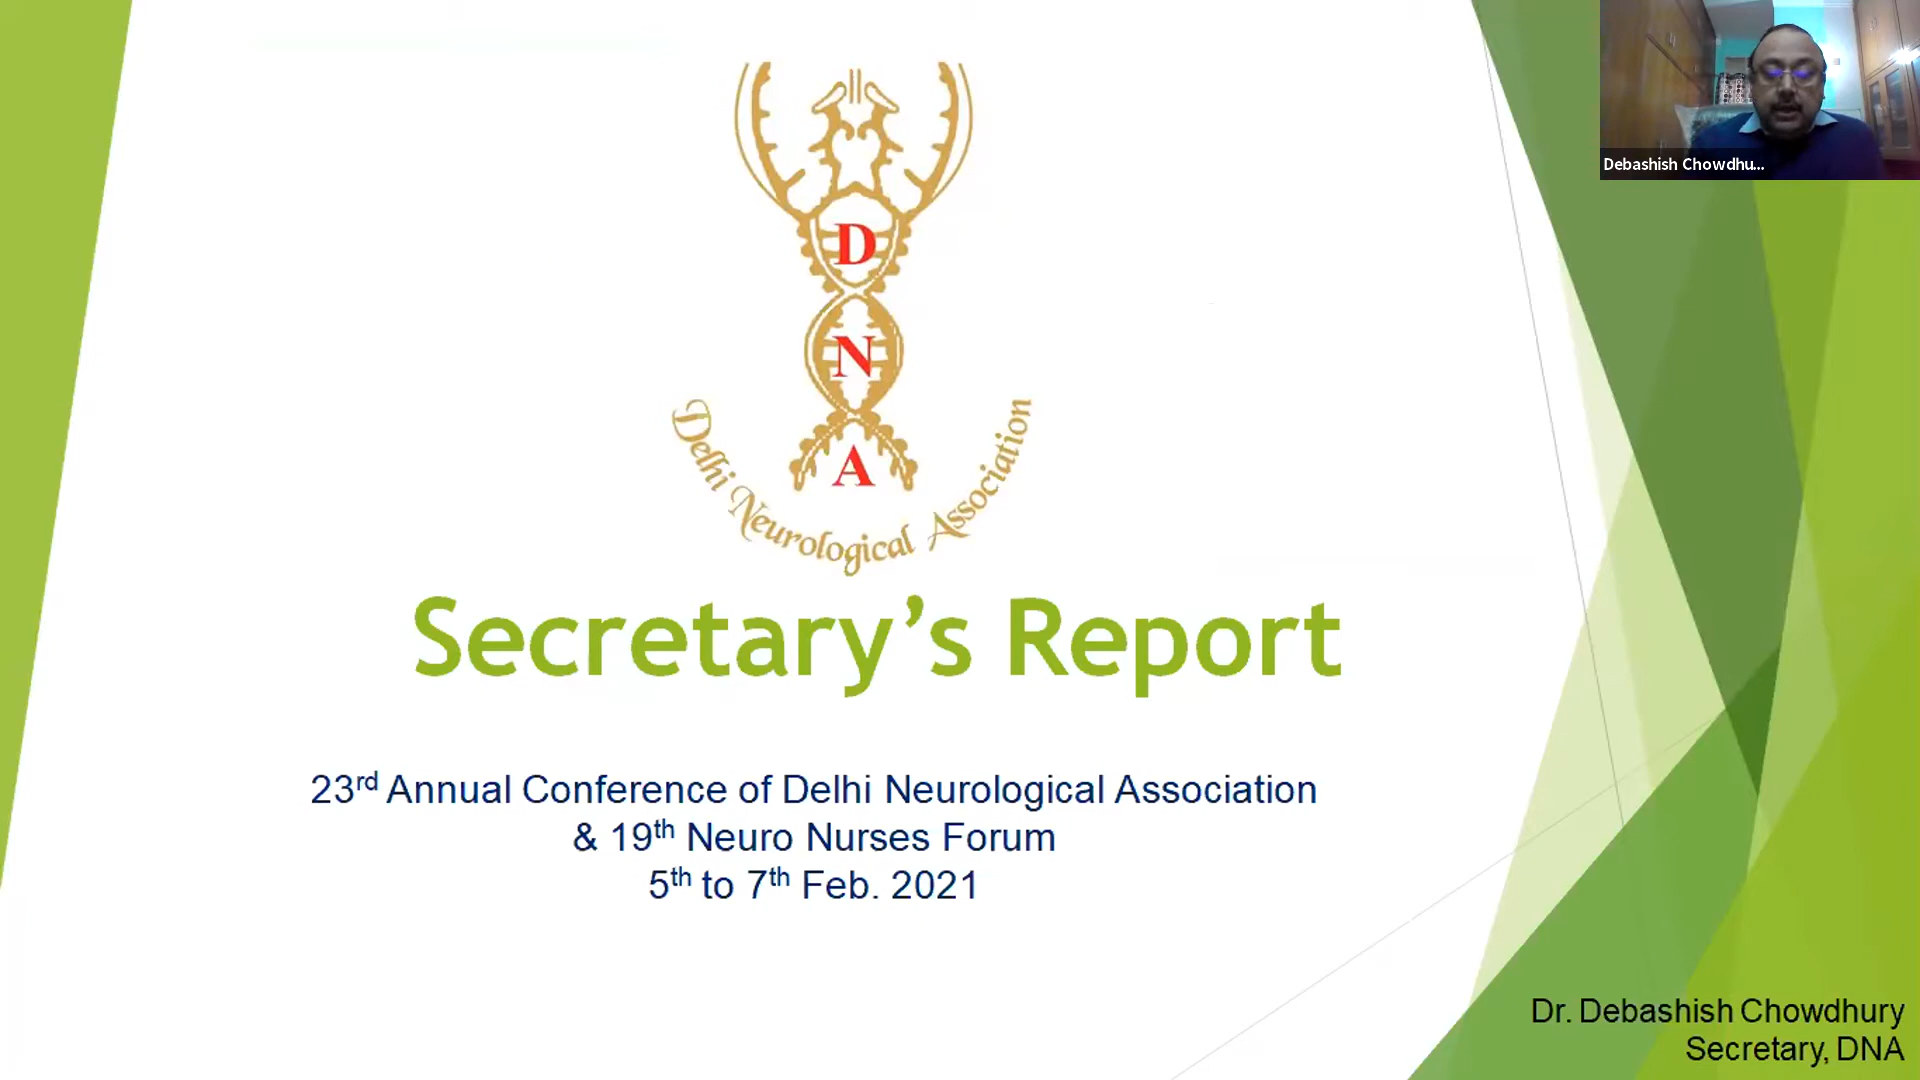 Debashish Chowdhu...
D
N
A
Delhi Neurological Association
Secretary’s Report
23rd Annual Conference of Delhi Neurological Association
& 19th Neuro Nurses Forum
5th to 7th Feb. 2021
Dr. Debashish Chowdhury
Secretary, DNA